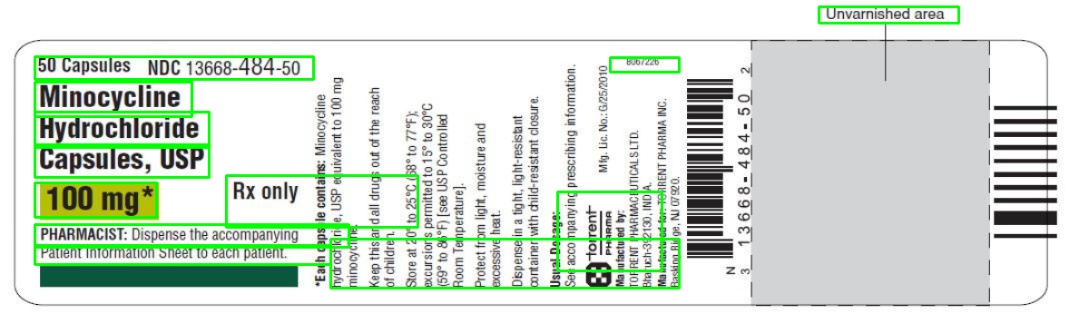 Unvarnished area
50 Capsules NDC 13668-484-50
Minocycline
Hydrochloride
Capsules, USP
100 mg*
Rx only
PHARMACIST: Dispense the accompanying
Patient Information Sheet to each patient.
*Each capsule contains: Minocycline
hydrochloride, USP equivalent to 100 mg
minocycline.
Keep this and all drugs out of the reach
of children.
Store at 20° to 25°C (68° to 77°F);
excursions permitted to 15° to 30°C
(59° to 86°F) [see USP Controlled
Room Temperature].
Protect from light, moisture and
excessive heat.
Dispense in a tight, light-resistant
container with child-resistant closure.
Usual Dosage:
See accompanying prescribing information.
torrent
PHARMA
Mfg. Lic. No.: G/25/2010
8067226
Manufactured by:
TORRENT PHARMACEUTICALS LTD.
Bharuch-392130, INDIA.
Manufactured for: TORRENT PHARMA INC.
Basking Ridge, NJ 07920.
N
3 13668-484-50 2